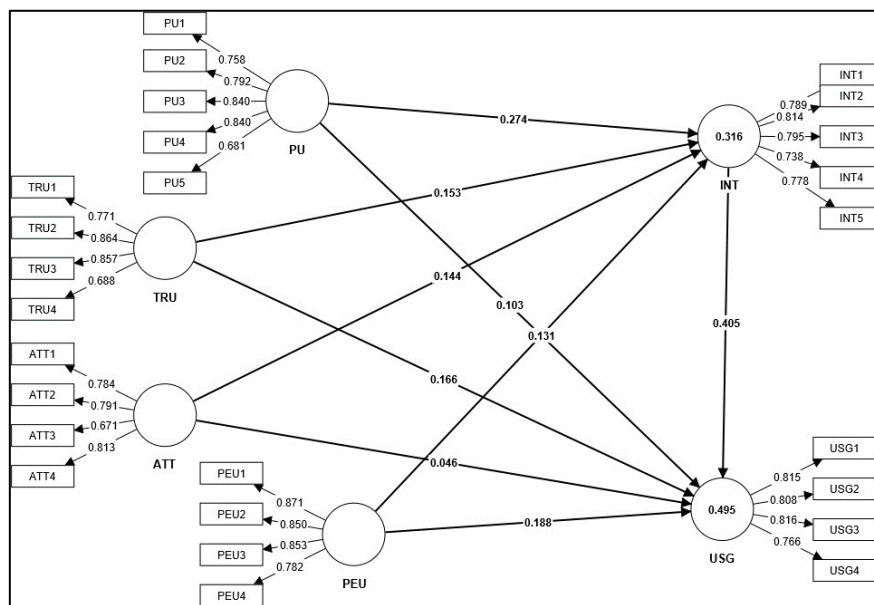 PU1
PU2
PU3
PU4
PU5
0.758
0.792
0.840
0.840
0.681
PU
TRU1
TRU2
TRU3
TRU4
0.771
0.864
0.857
0.688
TRU
ATT1
ATT2
ATT3
ATT4
0.784
0.791
0.671
0.813
ATT
PEU1
PEU2
PEU3
PEU4
0.871
0.850
0.853
0.782
PEU
0.274
0.153
0.144
0.103
0.131
0.166
0.046
0.188
0.405
0.316
INT
0.789
0.814
0.795
0.738
0.778
INT1
INT2
INT3
INT4
INT5
0.495
USG
0.815
0.808
0.816
0.766
USG1
USG2
USG3
USG4